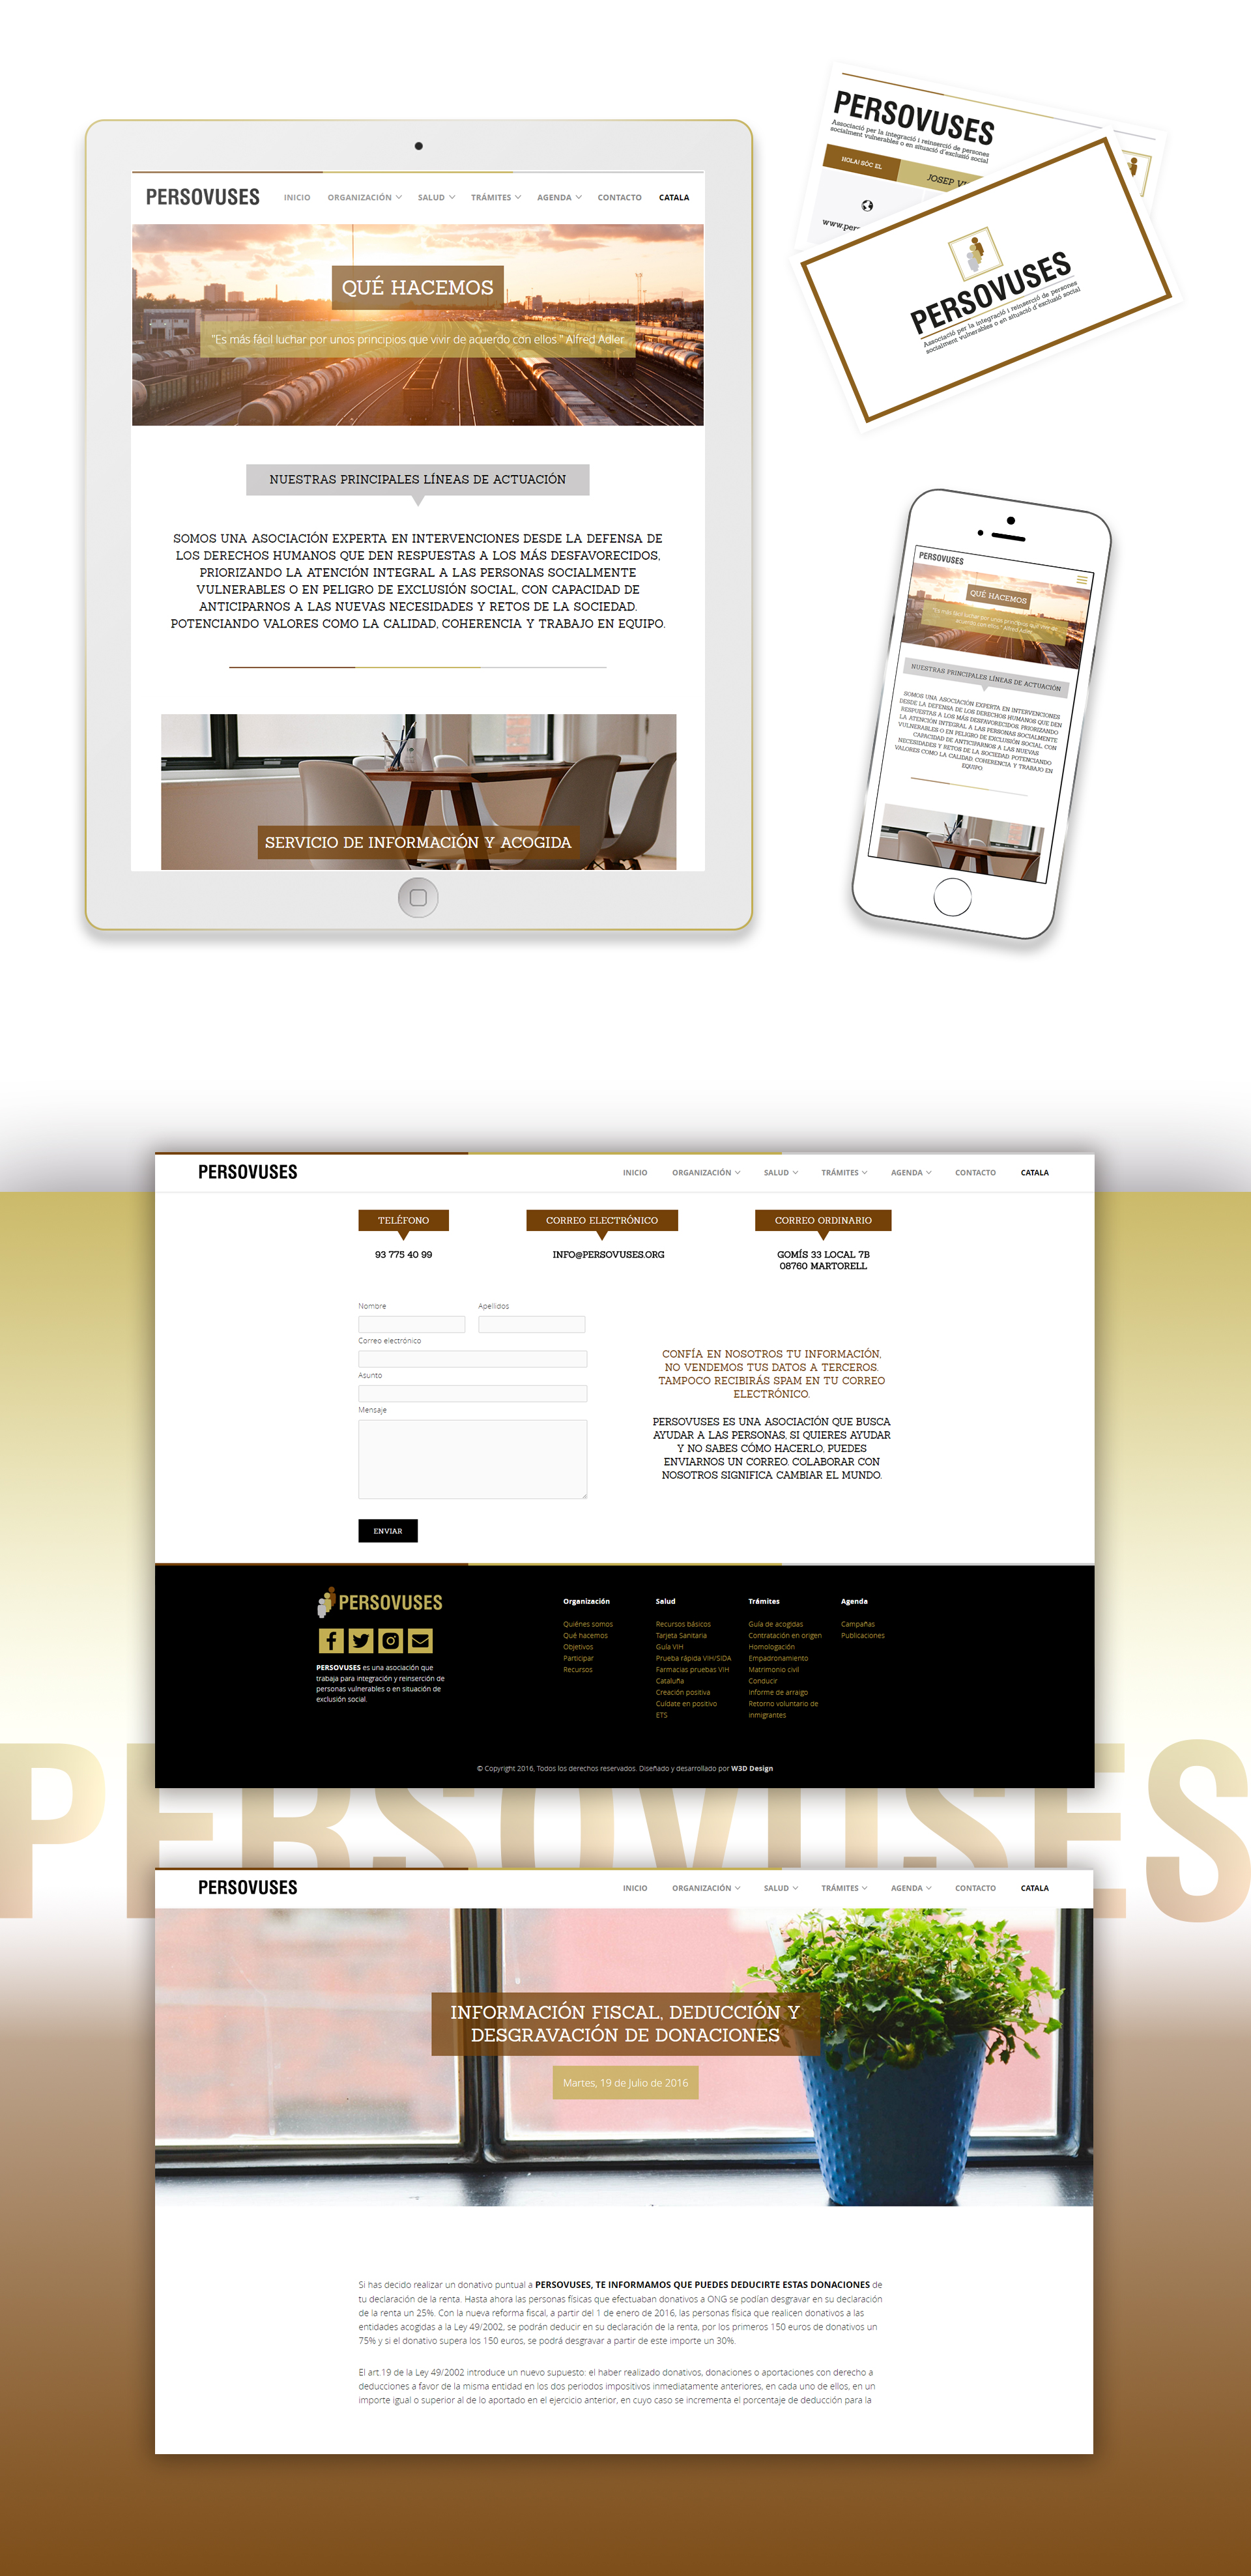 PERSOVUSES
INICIO ORGANIZACIÓN SALUD TRÁMITES AGENDA CONTACTO CATALA
QUÉ HACEMOS
"Es más fácil luchar por unos principios que vivir de acuerdo con ellos." Alfred Adler
NUESTRAS PRINCIPALES LÍNEAS DE ACTUACIÓN
SOMOS UNA ASOCIACIÓN EXPERTA EN INTERVENCIONES DESDE LA DEFENSA DE
LOS DERECHOS HUMANOS QUE DEN RESPUESTAS A LOS MÁS DESFAVORECIDOS,
PRIORIZANDO LA ATENCIÓN INTEGRAL A LAS PERSONAS SOCIALMENTE
VULNERABLES O EN PELIGRO DE EXCLUSIÓN SOCIAL, CON CAPACIDAD DE
ANTICIPARNOS A LAS NUEVAS NECESIDADES Y RETOS DE LA SOCIEDAD.
POTENCIANDO VALORES COMO LA CALIDAD, COHERENCIA Y TRABAJO EN EQUIPO.
SERVICIO DE INFORMACIÓN Y ACOGIDA
PERSOVUSES
Associació per la integració i reinserció de persones
socialment vulnerables o en situació d'exclusió social
HOLA! SÓC EL
JOSEP
PERSOVUSES
Associació per la integració i reinserció de persones
socialment vulnerables o en situació d'exclusió social
PERSOVUSES
QUÉ HACEMOS
"Es más fácil luchar por unos principios que vivir de
acuerdo con ellos." Alfred Adler
NUESTRAS PRINCIPALES LÍNEAS DE ACTUACIÓN
SOMOS UNA ASOCIACIÓN EXPERTA EN INTERVENCIONES
DESDE LA DEFENSA DE LOS DERECHOS HUMANOS QUE DEN
RESPUESTAS A LOS MÁS DESFAVORECIDOS, PRIORIZANDO
LA ATENCIÓN INTEGRAL A LAS PERSONAS SOCIALMENTE
VULNERABLES O EN PELIGRO DE EXCLUSIÓN SOCIAL, CON
CAPACIDAD DE ANTICIPARNOS A LAS NUEVAS
NECESIDADES Y RETOS DE LA SOCIEDAD. POTENCIANDO
VALORES COMO LA CALIDAD, COHERENCIA Y TRABAJO EN
EQUIPO.
PERSOVUSES
INICIO ORGANIZACIÓN SALUD TRÁMITES AGENDA CONTACTO CATALA
TELÉFONO
93 775 40 99
CORREO ELECTRÓNICO
INFO@PERSOVUSES.ORG
CORREO ORDINARIO
GOMÍS 33 LOCAL 7B
08760 MARTORELL
Nombre
Apellidos
Correo electrónico
Asunto
Mensaje
ENVIAR
CONFÍA EN NOSOTROS TU INFORMACIÓN,
NO VENDEMOS TUS DATOS A TERCEROS.
TAMPOCO RECIBIRÁS SPAM EN TU CORREO
ELECTRÓNICO.
PERSOVUSES ES UNA ASOCIACIÓN QUE BUSCA
AYUDAR A LAS PERSONAS, SI QUIERES AYUDAR
Y NO SABES CÓMO HACERLO, PUEDES
ENVIARNOS UN CORREO. COLABORAR CON
NOSOTROS SIGNIFICA CAMBIAR EL MUNDO.
PERSOVUSES
PERSOVUSES es una asociación que
trabaja para integración y reinserción de
personas vulnerables o en situación de
exclusión social.
Organización
Quiénes somos
Qué hacemos
Objetivos
Participar
Recursos
Salud
Recursos básicos
Tarjeta Sanitaria
Guía VIH
Prueba rápida VIH/SIDA
Farmacias pruebas VIH
Cataluña
Creación positiva
Cuídate en positivo
ETS
Trámites
Guía de acogidas
Contratación en origen
Homologación
Empadronamiento
Matrimonio civil
Conducir
Informe de arraigo
Retorno voluntario de
inmigrantes
Agenda
Campañas
Publicaciones
© Copyright 2016, Todos los derechos reservados. Diseñado y desarrollado por W3D Design
PERSOVUSES
PERSOVUSES
INICIO ORGANIZACIÓN SALUD TRÁMITES AGENDA CONTACTO CATALA
INFORMACIÓN FISCAL, DEDUCCIÓN Y
DESGRAVACIÓN DE DONACIONES
Martes, 19 de Julio de 2016
Si has decido realizar un donativo puntual a PERSOVUSES, TE INFORMAMOS QUE PUEDES DEDUCIRTE ESTAS DONACIONES de
tu declaración de la renta. Hasta ahora las personas físicas que efectuaban donativos a ONG se podían desgravar en su declaración
de la renta un 25%. Con la nueva reforma fiscal, a partir del 1 de enero de 2016, las personas física que realicen donativos a las
entidades acogidas a la Ley 49/2002, se podrán deducir en su declaración de la renta, por los primeros 150 euros de donativos un
75% y si el donativo supera los 150 euros, se podrá desgravar a partir de este importe un 30%.
El art.19 de la Ley 49/2002 introduce un nuevo supuesto: el haber realizado donativos, donaciones o aportaciones con derecho a
deducciones a favor de la misma entidad en los dos periodos impositivos inmediatamente anteriores, en cada uno de ellos, en un
importe igual o superior al de lo aportado en el ejercicio anterior, en cuyo caso se incrementa el porcentaje de deducción para la